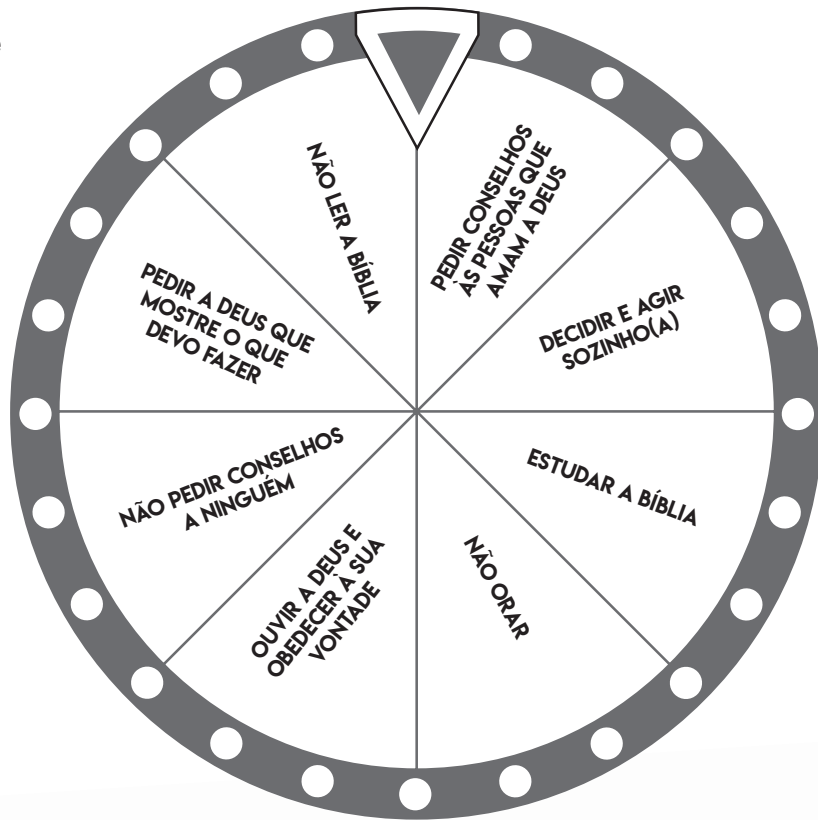 PEDIR CONSELHOS
ÀS PESSOAS QUE
AMAM A DEUS
DECIDIR E AGIR
SOZINHO(A)
ESTUDAR A BÍBLIA
NÃO ORAR
OUVIR A DEUS E
OBEDECER À SUA
VONTADE
NÃO PEDIR CONSELHOS
A NINGUÉM
PEDIR A DEUS QUE
MOSTRE O QUE
DEVO FAZER
NÃO LER A BÍBLIA